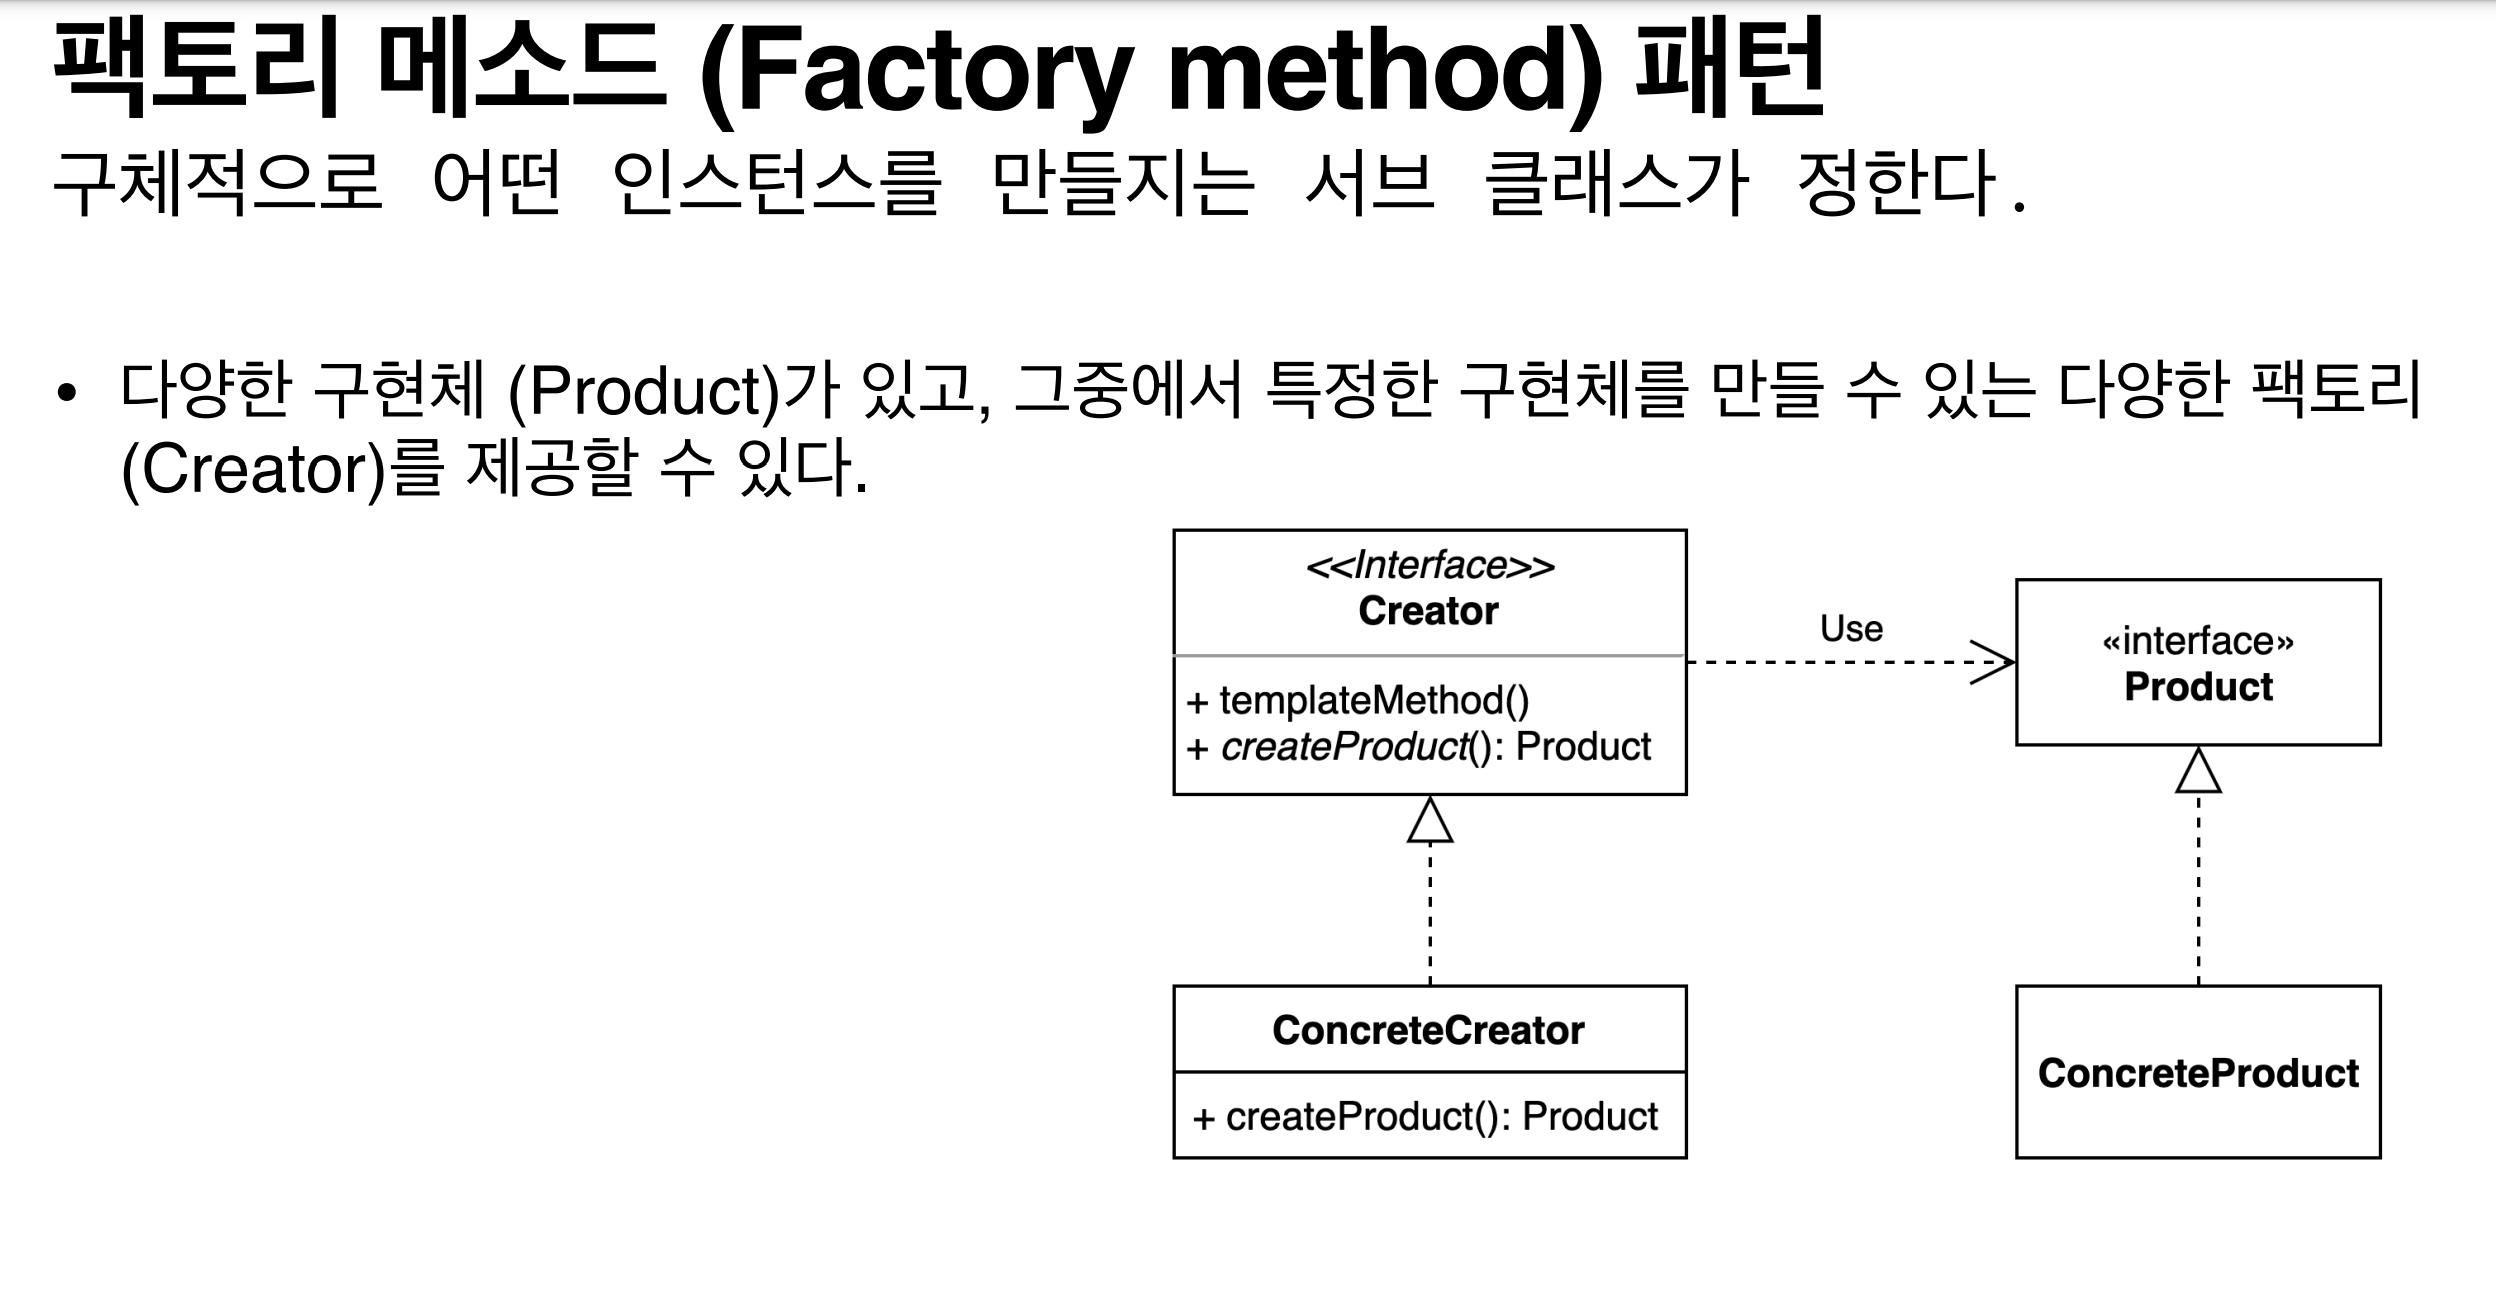 팩토리 메소드 (Factory method) 패턴
구체적으로 어떤 인스턴스를 만들지는 서브 클래스가 정한다.
• 다양한 구현체 (Product)가 있고, 그중에서 특정한 구현체를 만들 수 있는 다양한 팩토리
(Creator)를 제공할 수 있다.
<<Interface>>
Creator
+ templateMethod()
+ createProduct(): Product
Use
«interface»
Product
ConcreteCreator
+ createProduct(): Product
ConcreteProduct